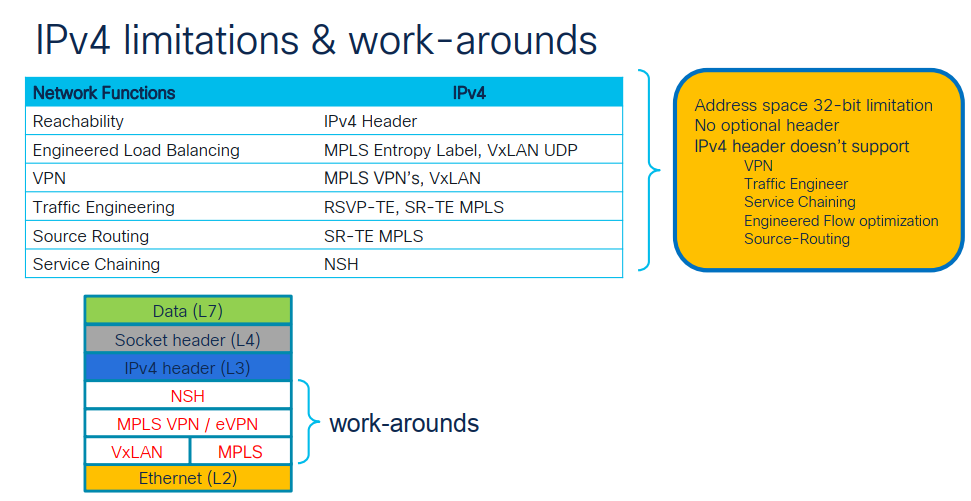 IPv4 limitations & work-arounds
Network Functions IPv4
Reachability IPv4 Header
Engineered Load Balancing MPLS Entropy Label, VxLAN UDP
VPN MPLS VPN's, VxLAN
Traffic Engineering RSVP-TE, SR-TE MPLS
Source Routing SR-TE MPLS
Service Chaining NSH
Address space 32-bit limitation
No optional header
IPv4 header doesn't support
VPN
Traffic Engineer
Service Chaining
Engineered Flow optimization
Source-Routing
Data (L7)
Socket header (L4)
IPv4 header (L3)
NSH
MPLS VPN / eVPN
VxLAN MPLS
Ethernet (L2)
work-arounds